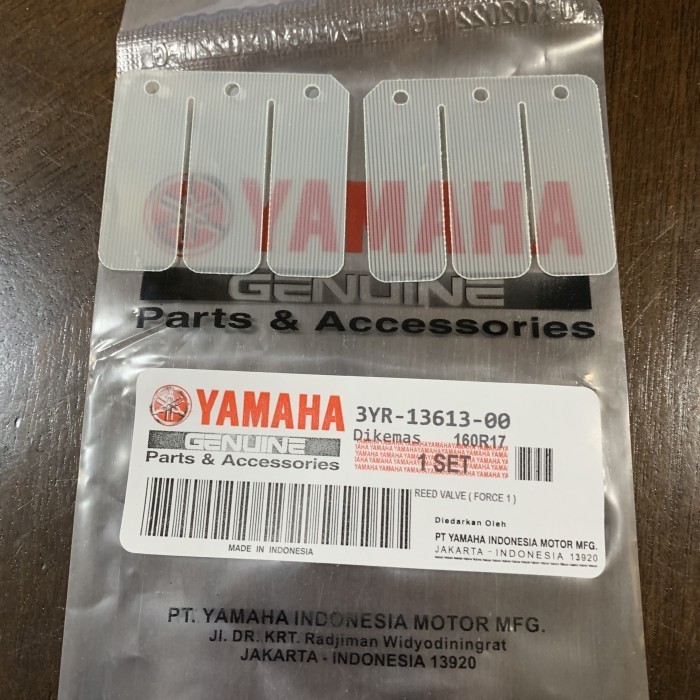 YAMAHA
GENUINE
Parts & Accessories
YAMAHA 3YR-13613-00
GENUINE
Parts & Accessories
Dikemas 160R17
1 SET
REED VALVE ( FORCE 1 )
MADE IN INDONESIA
Diedarkan Oleh
PT YAMAHA INDONESIA MOTOR MFG.
JAKARTA - INDONESIA 13920
PT. YAMAHA INDONESIA MOTOR MFG.
Jl. DR. KRT. Radjiman Widyodiningrat
JAKARTA - INDONESIA 13920